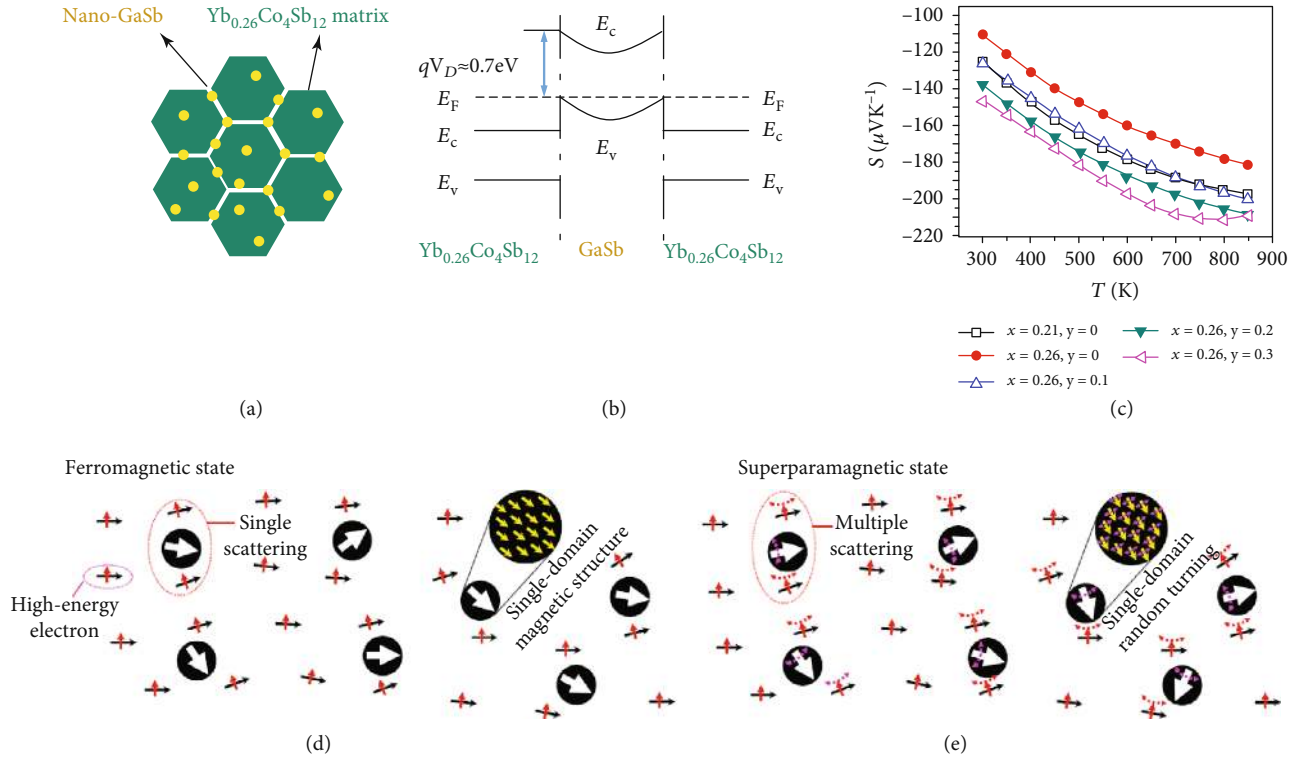 Nano-GaSb
Yb0.26Co4Sb12 matrix
(a)
Ec
qVD≈0.7eV
EF
EF
Ec
Ec
Ev
Ev
Ev
Yb0.26Co4Sb12
GaSb
Yb0.26Co4Sb12
(b)
−100
−120
−140
−160
−180
−200
−220
S (μVK−1)
300 400 500 600 700 800 900
T (K)
x = 0.21, y = 0
x = 0.26, y = 0
x = 0.26, y = 0.1
x = 0.26, y = 0.2
x = 0.26, y = 0.3
(c)
Ferromagnetic state
Single
scattering
High-energy
electron
Single-domain
magnetic structure
(d)
Superparamagnetic state
Multiple
scattering
Single-domain
random turning
(e)